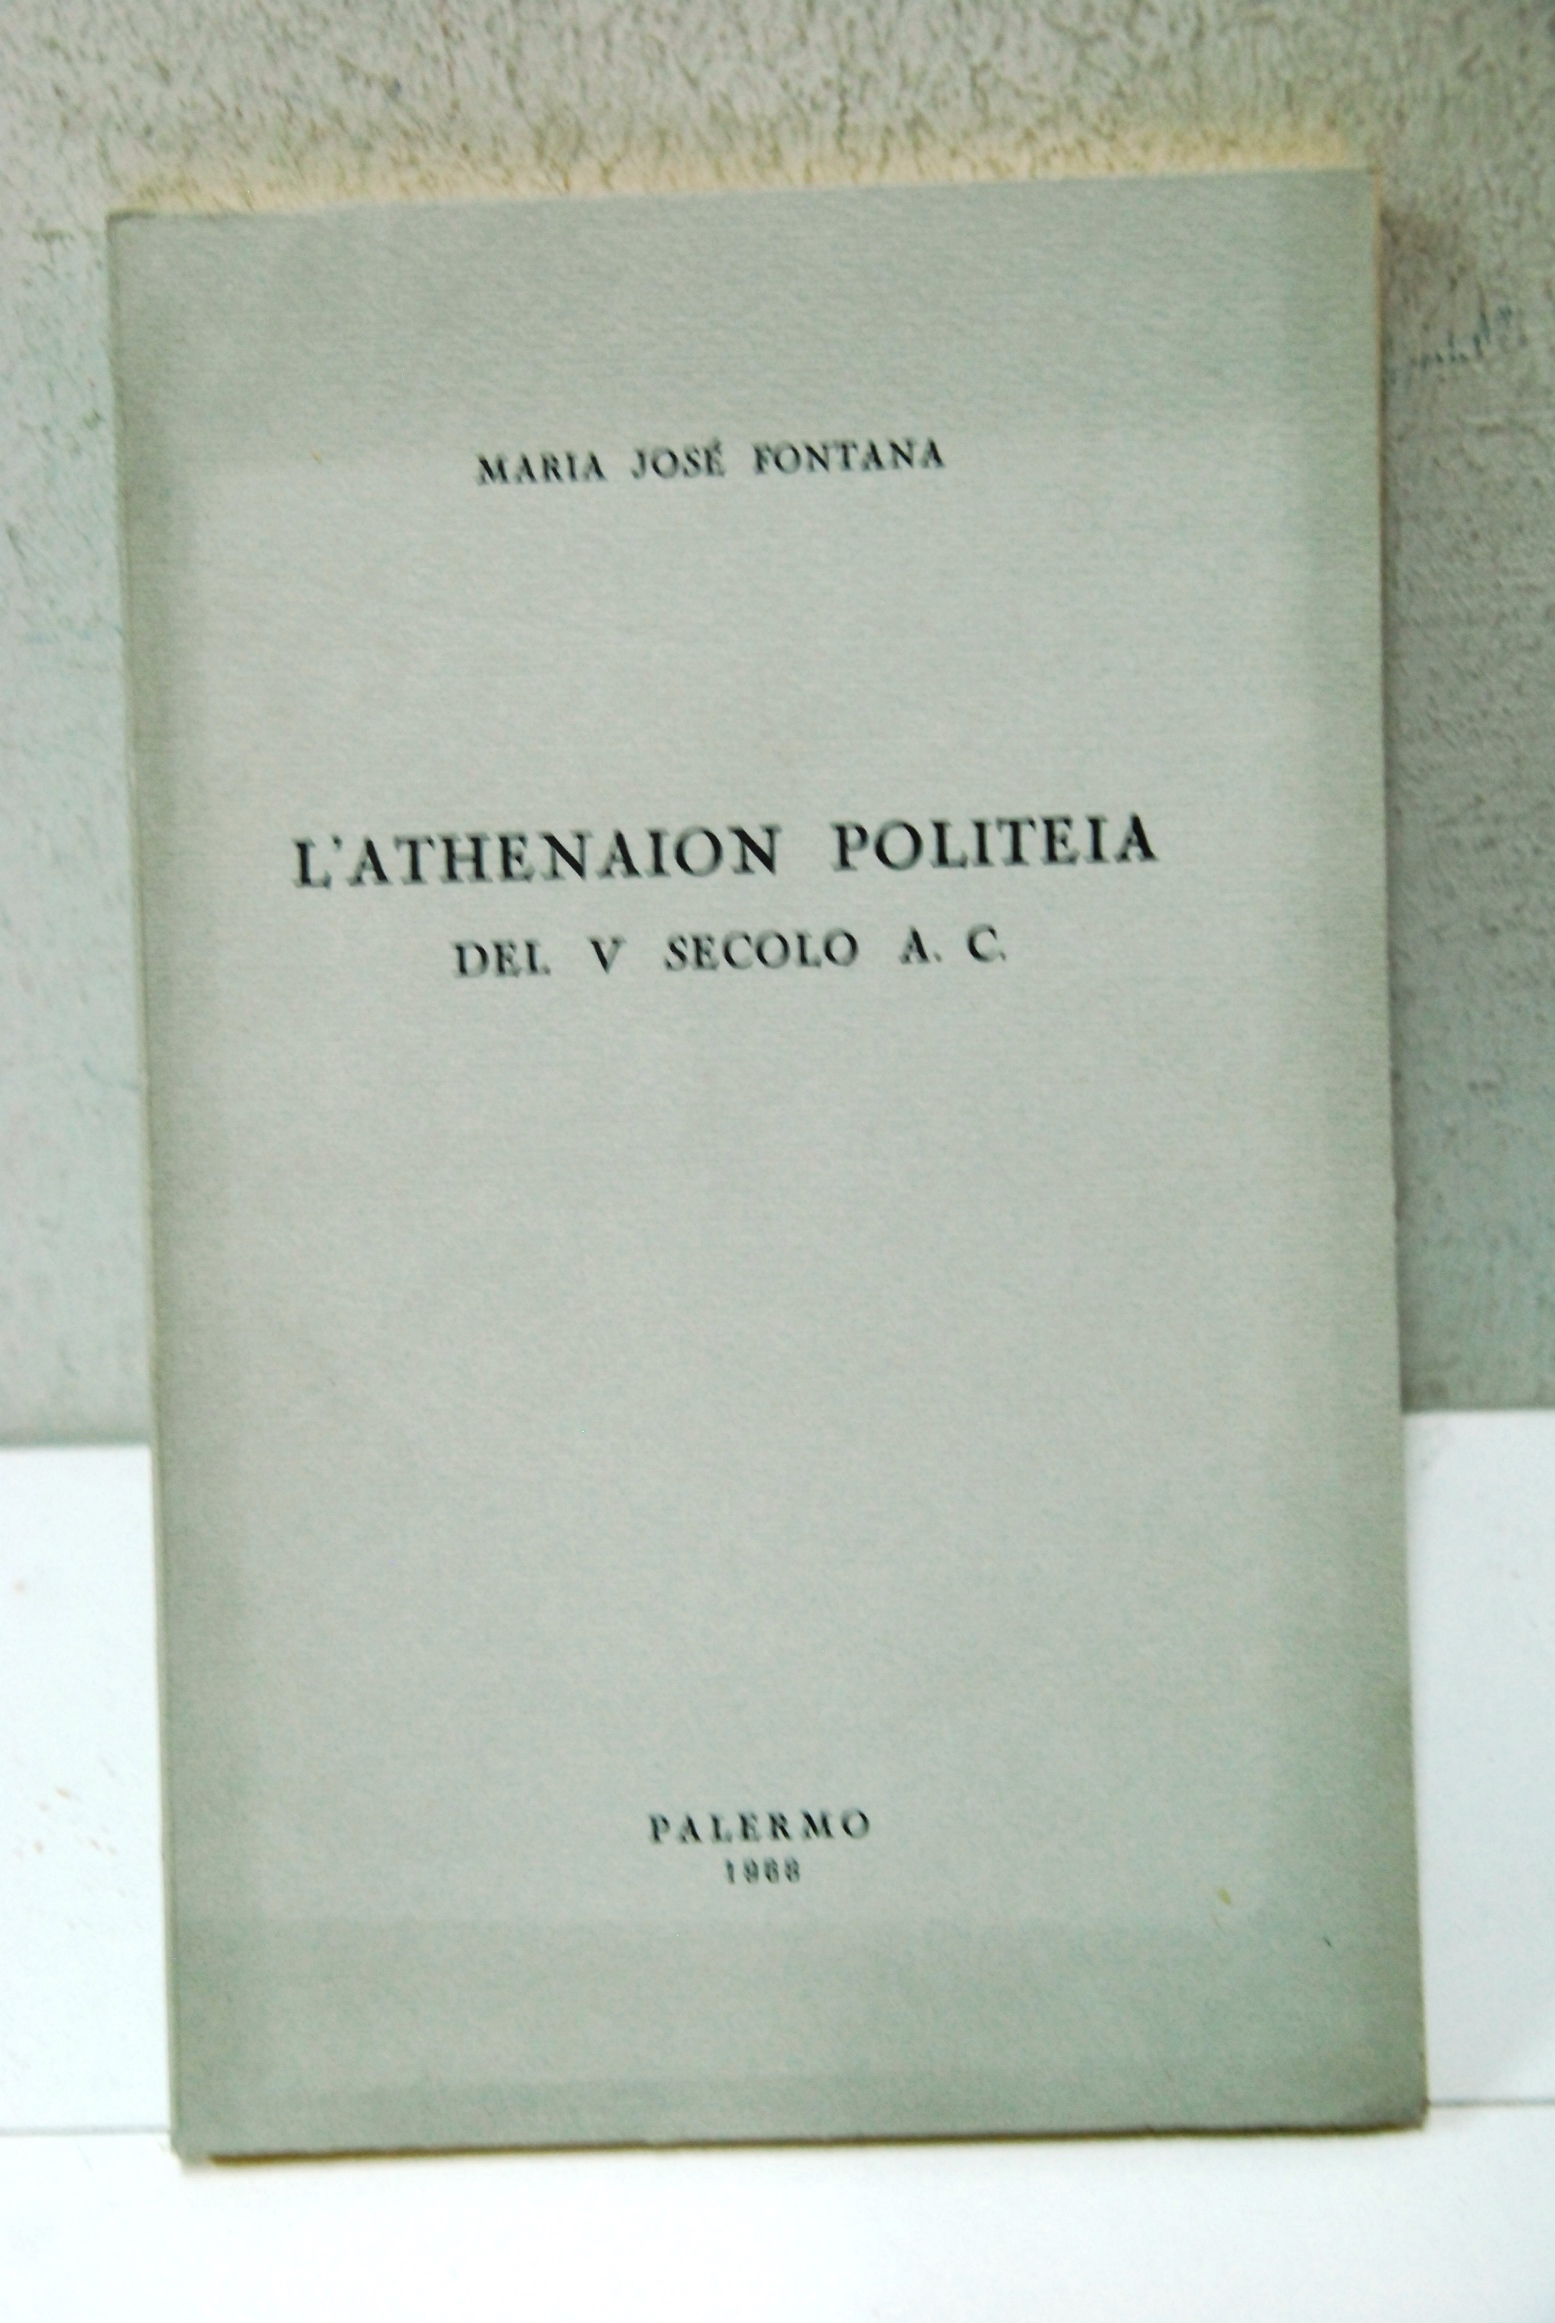 MARIA JOSÉ FONTANA
L'ATHENAION POLITEIA
DEL V SECOLO A. C.
PALERMO
1968